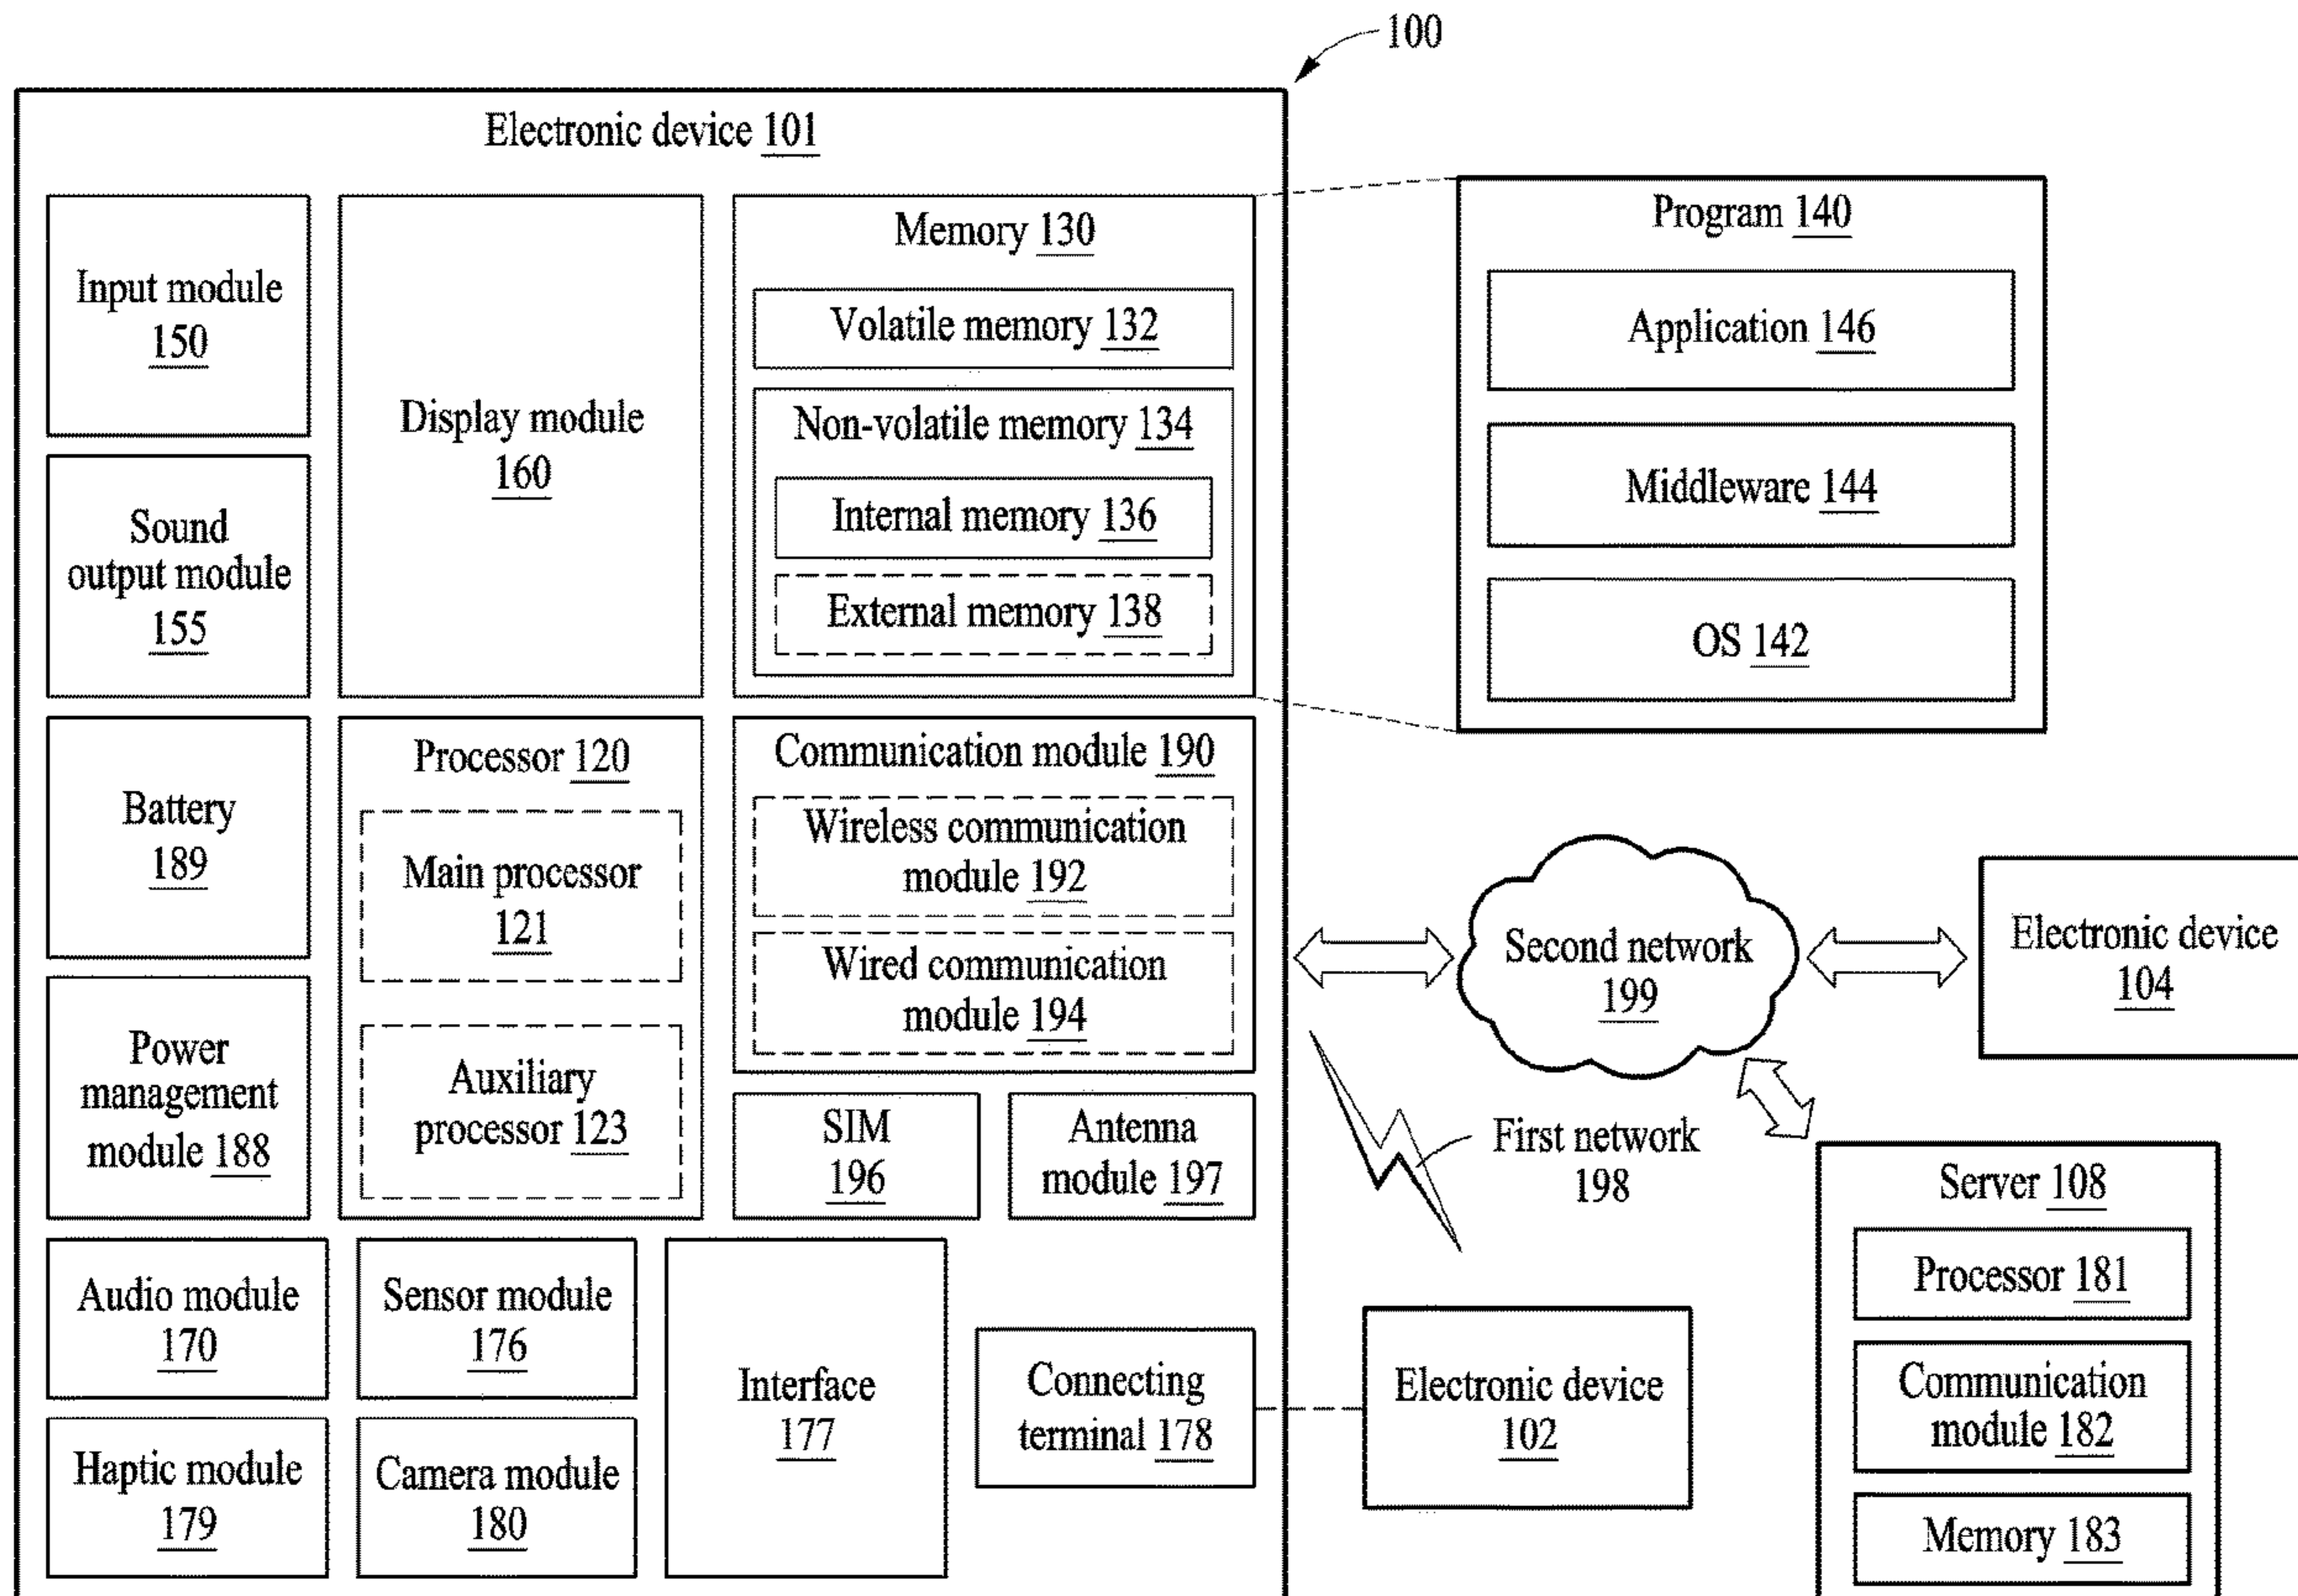 100
Electronic device 101
Input module
150
Sound
output module
155
Display module
160
Memory 130
Volatile memory 132
Non-volatile memory 134
Internal memory 136
External memory 138
Program 140
Application 146
Middleware 144
OS 142
Battery
189
Power
management
module 188
Processor 120
Main processor
121
Auxiliary
processor 123
Communication module 190
Wireless communication
module 192
Wired communication
module 194
SIM
196
Antenna
module 197
Second network
199
Electronic device
104
First network
198
Server 108
Processor 181
Communication
module 182
Memory 183
Audio module
170
Sensor module
176
Interface
177
Connecting
terminal 178
Electronic device
102
Haptic module
179
Camera module
180